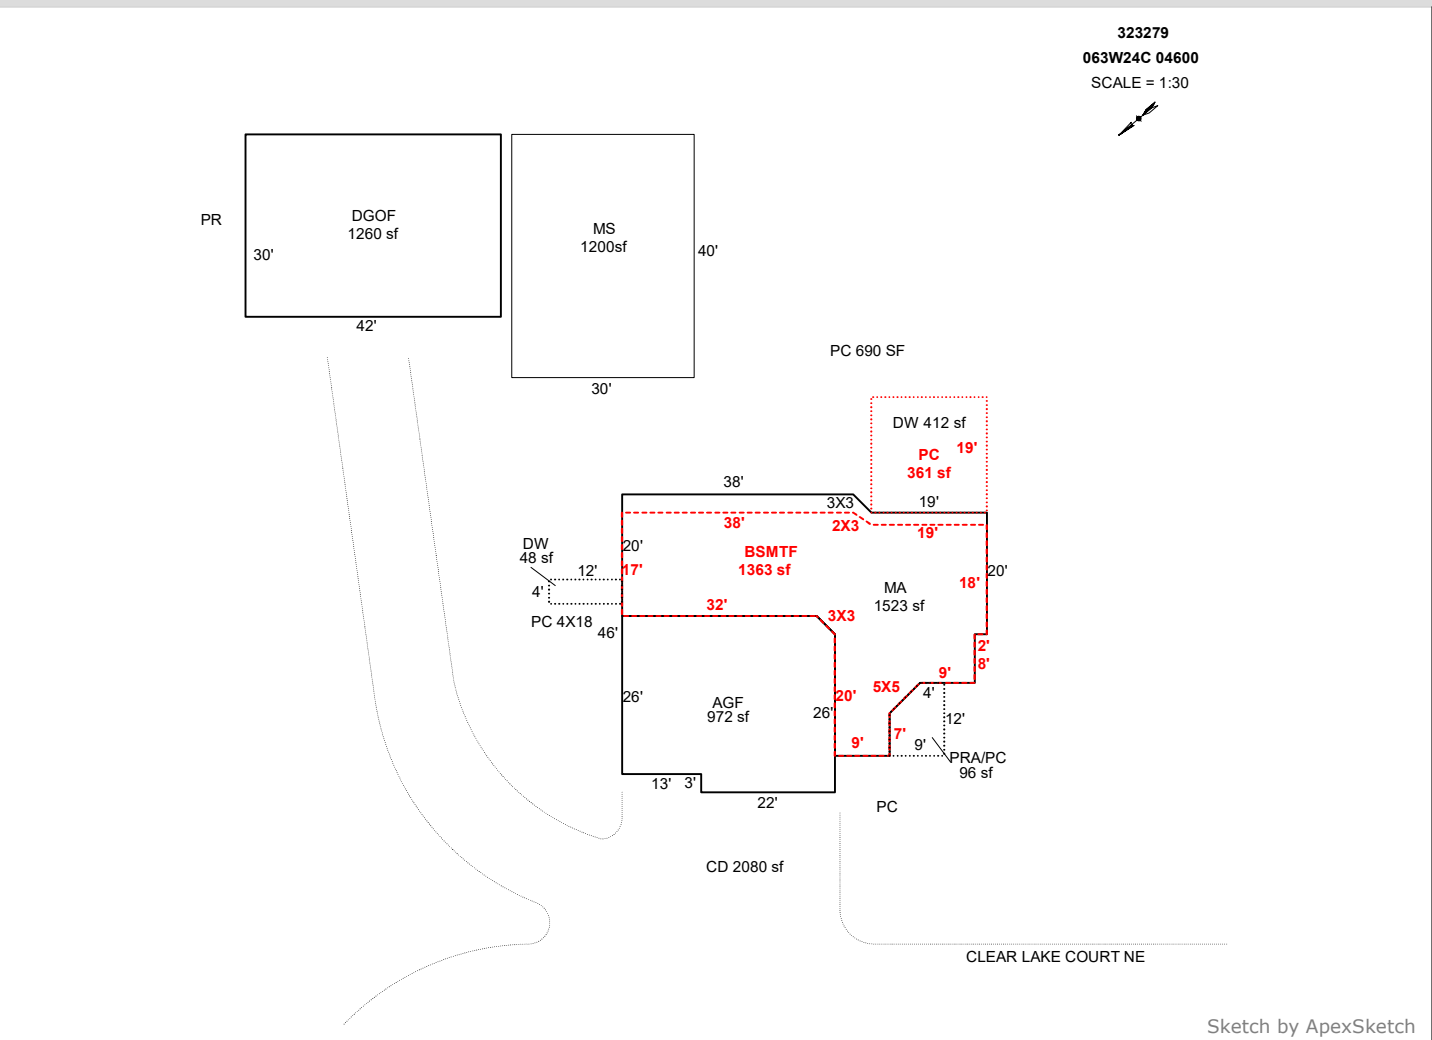 323279
063W24C 04600
SCALE = 1:30
PR
DGOF
1260 sf
30'
42'
MS
1200sf
40'
30'
PC 690 SF
DW 412 sf
19'
PC
361 sf
38'
3X3
19'
38'
2X3
19'
DW
48 sf
20'
BSMTF
1363 sf
12'
17'
18'
20'
4'
MA
1523 sf
32'
3X3
PC 4X18
46'
2'
8'
9'
5X5
4'
26'
20'
AGF
972 sf
26'
12'
7'
9'
9'
PRA/PC
96 sf
13'
3'
22'
PC
CD 2080 sf
CLEAR LAKE COURT NE
Sketch by ApexSketch